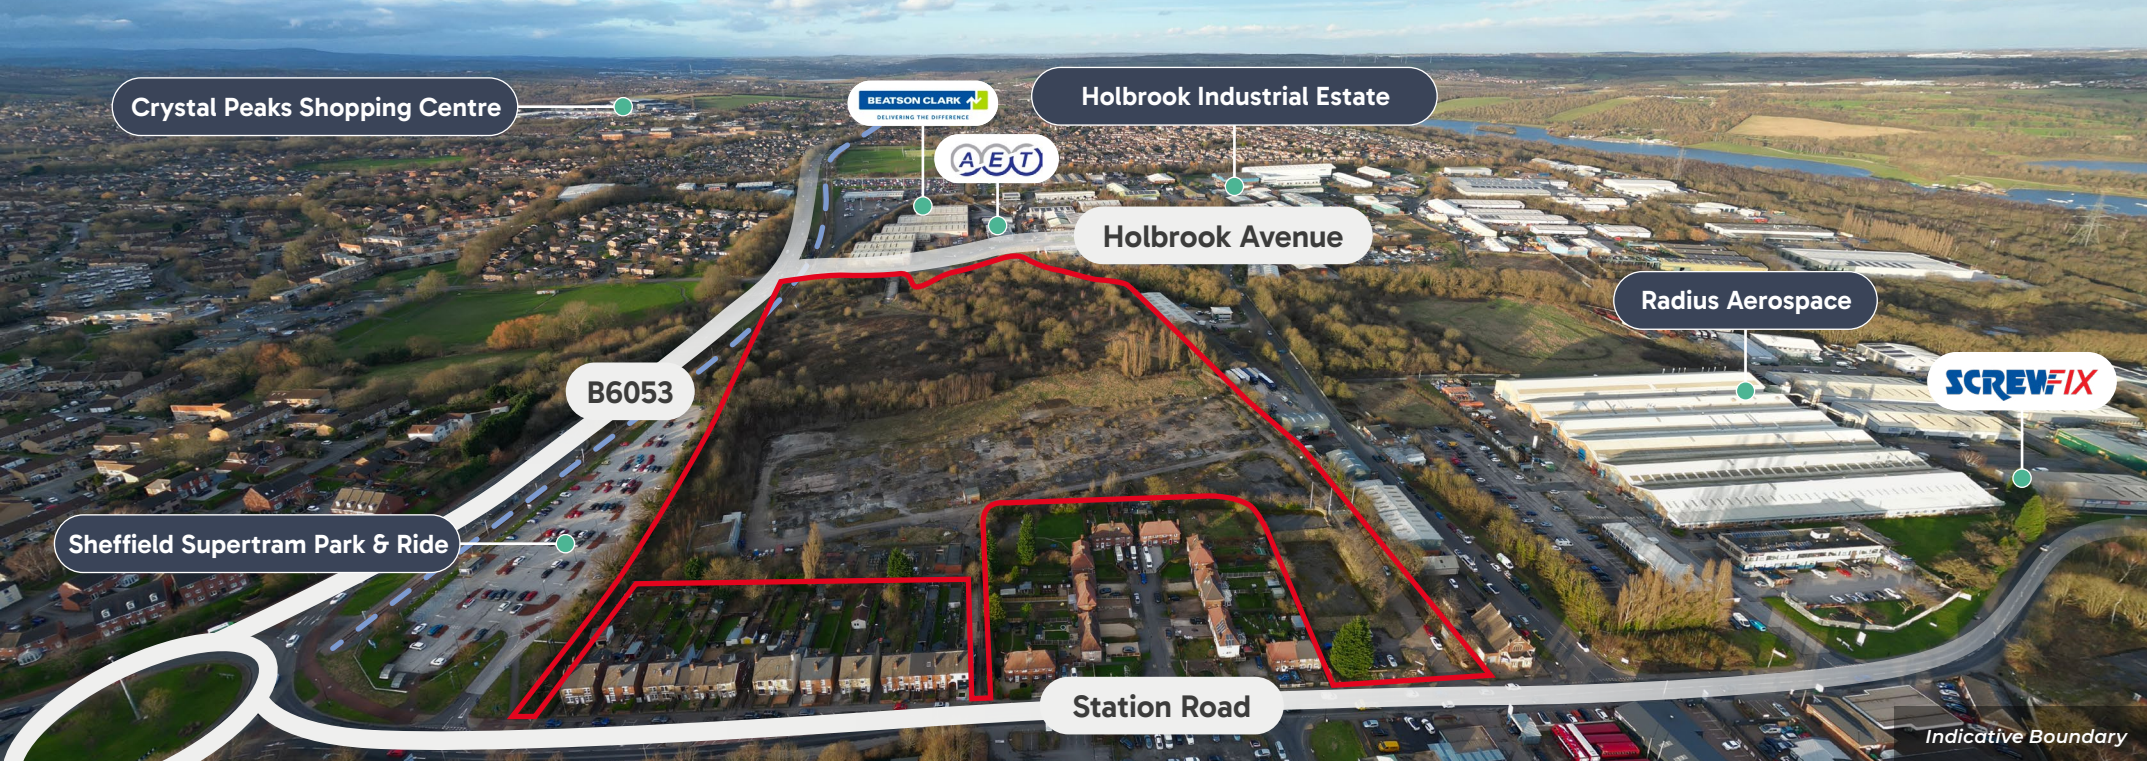 Crystal Peaks Shopping Centre
BEATSON CLARK
DELIVERING THE DIFFERENCE
AET
Holbrook Industrial Estate
Holbrook Avenue
Radius Aerospace
SCREWFIX
B6053
Sheffield Supertram Park & Ride
Station Road
Indicative Boundary